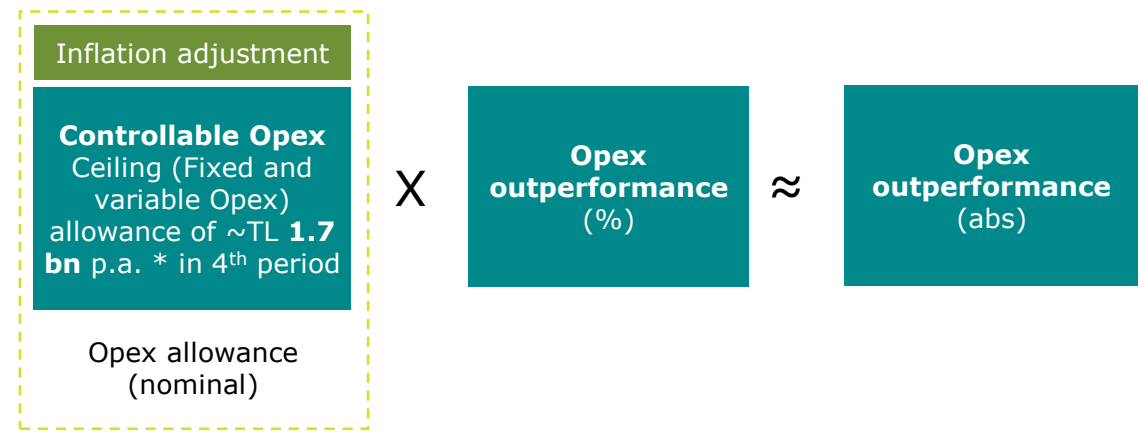 Inflation adjustment
Controllable Opex
Ceiling (Fixed and
variable Opex)
allowance of ~TL 1.7
bn p.a. * in 4th period
Opex allowance
(nominal)
X
Opex
outperformance
(%)
≈
Opex
outperformance
(abs)